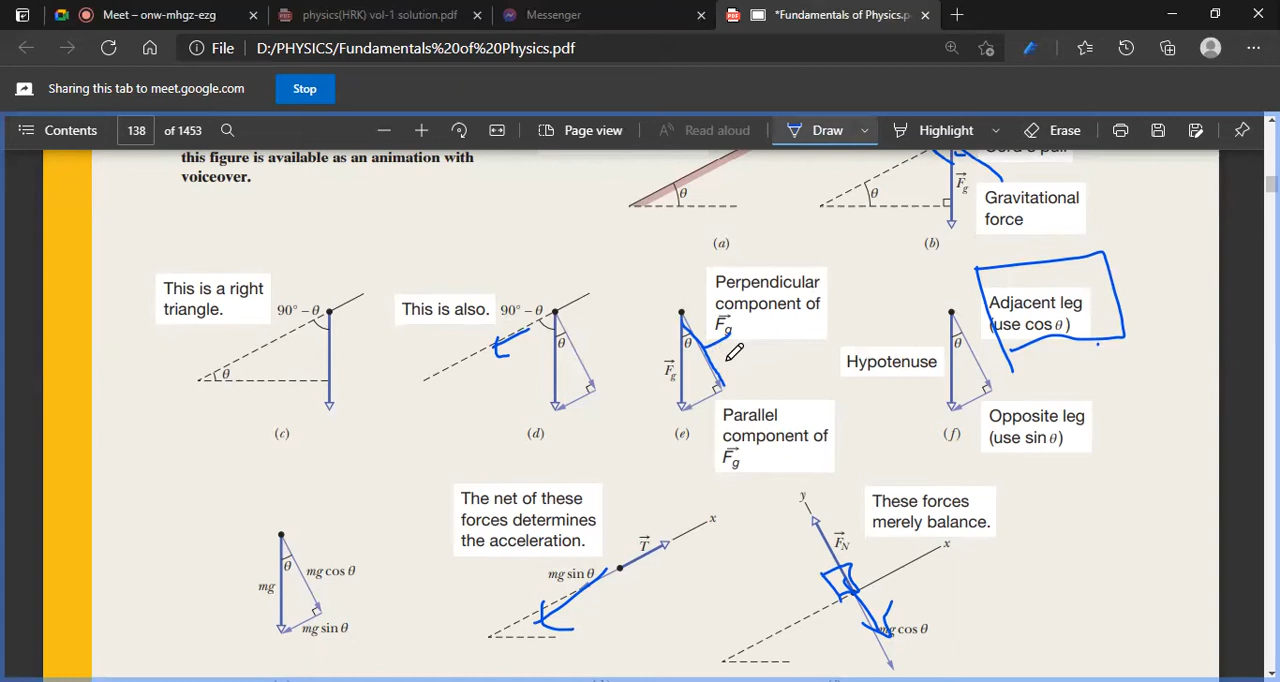 Meet – onw-mhgz-ezg
physics(HRK) vol-1 solution.pdf
Messenger
*Fundamentals of Physics.p
File
D:/PHYSICS/Fundamentals%20of%20Physics.pdf
Sharing this tab to meet.google.com
Stop
Contents
138
of 1453
Page view
Read aloud
Draw
Highlight
Erase
this figure is available as an animation with
voiceover.
θ
(a)
θ
Fg
Gravitational
force
(b)
This is a right
triangle.
90° – θ
θ
(c)
This is also.
90° – θ
θ
(d)
Perpendicular
component of
Fg
θ
Fg
Parallel
component of
Fg
(e)
Adjacent leg
(use cos θ)
θ
Hypotenuse
Opposite leg
(use sin θ)
(f)
θ
mg
mg cos θ
mg sin θ
The net of these
forces determines
the acceleration.
T
x
mg sin θ
y
These forces
merely balance.
FN
x
mg cos θ